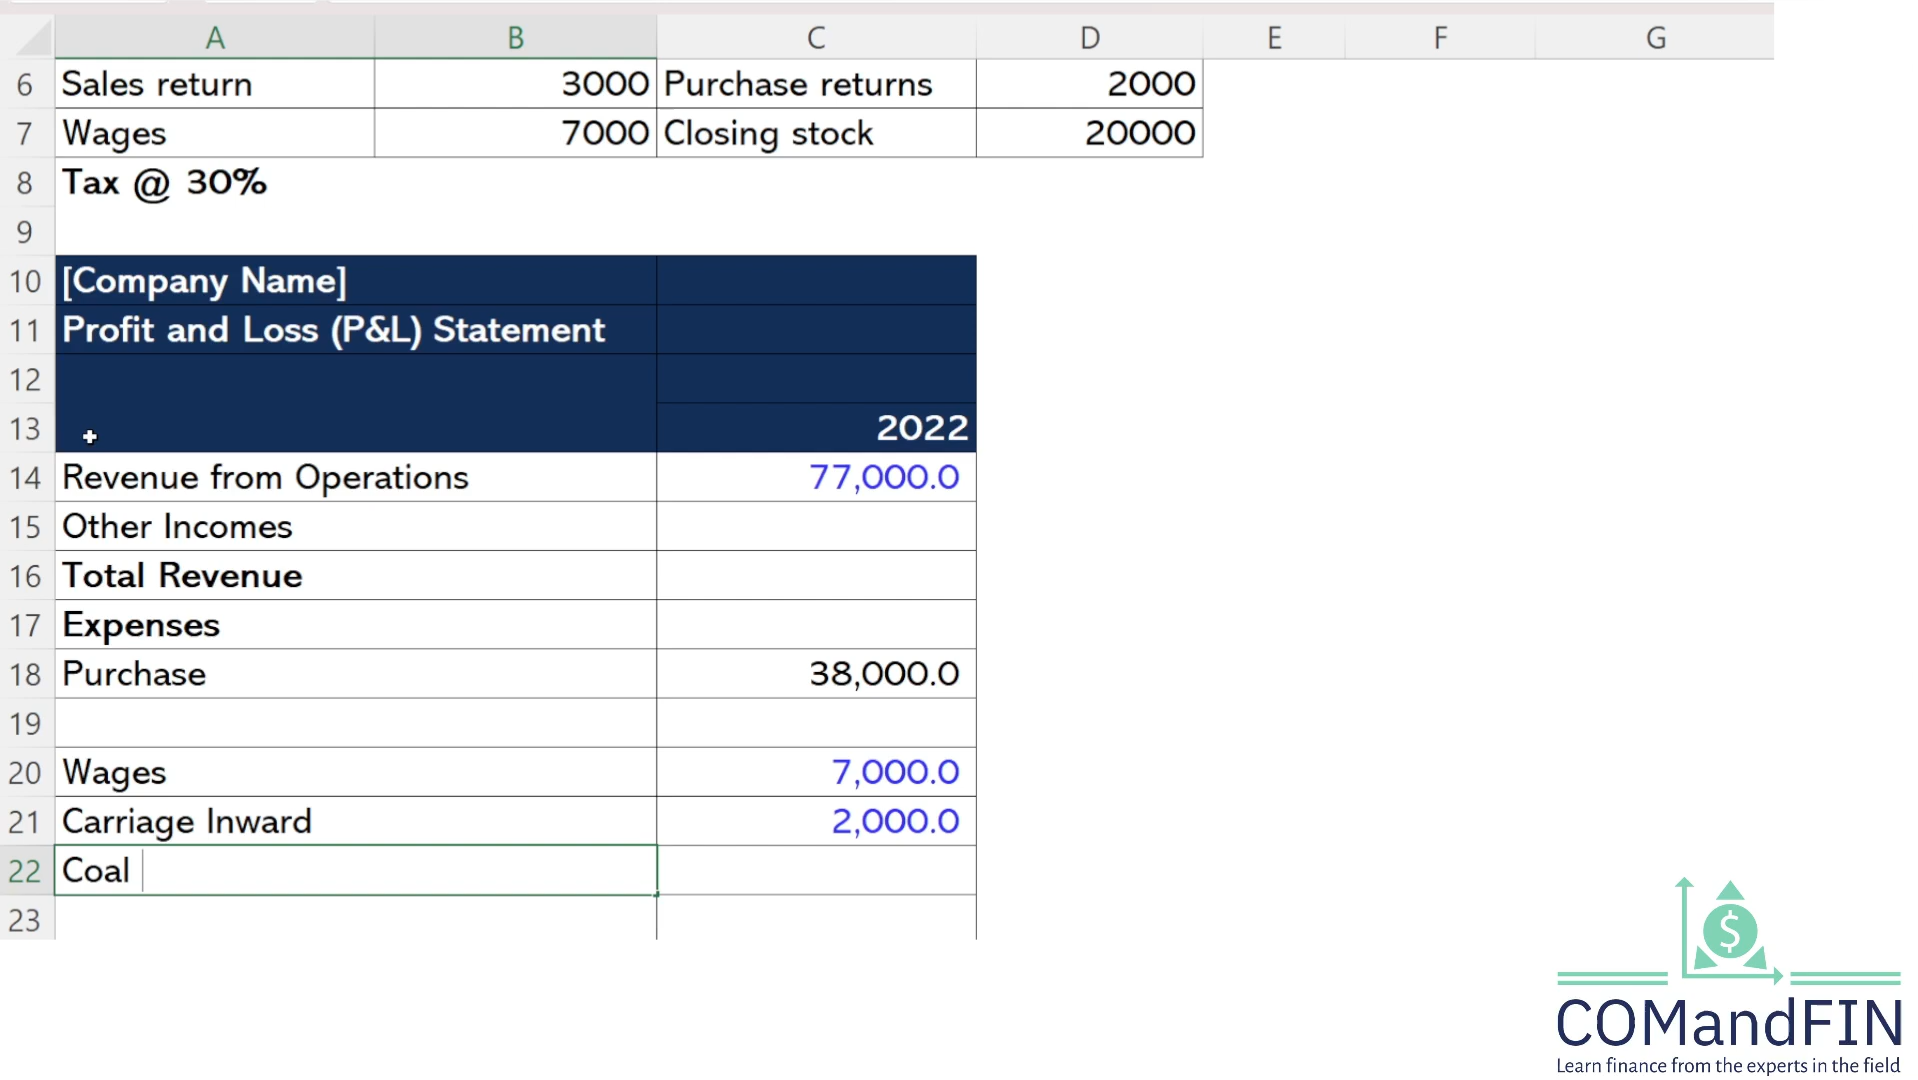 A B C D E F G
6 Sales return 3000 Purchase returns 2000
7 Wages 7000 Closing stock 20000
8 Tax @ 30%
9
10 [Company Name]
11 Profit and Loss (P&L) Statement
12
13 2022
14 Revenue from Operations 77,000.0
15 Other Incomes
16 Total Revenue
17 Expenses
18 Purchase 38,000.0
19
20 Wages 7,000.0
21 Carriage Inward 2,000.0
22 Coal
23
$
COMandFIN
Learn finance from the experts in the field